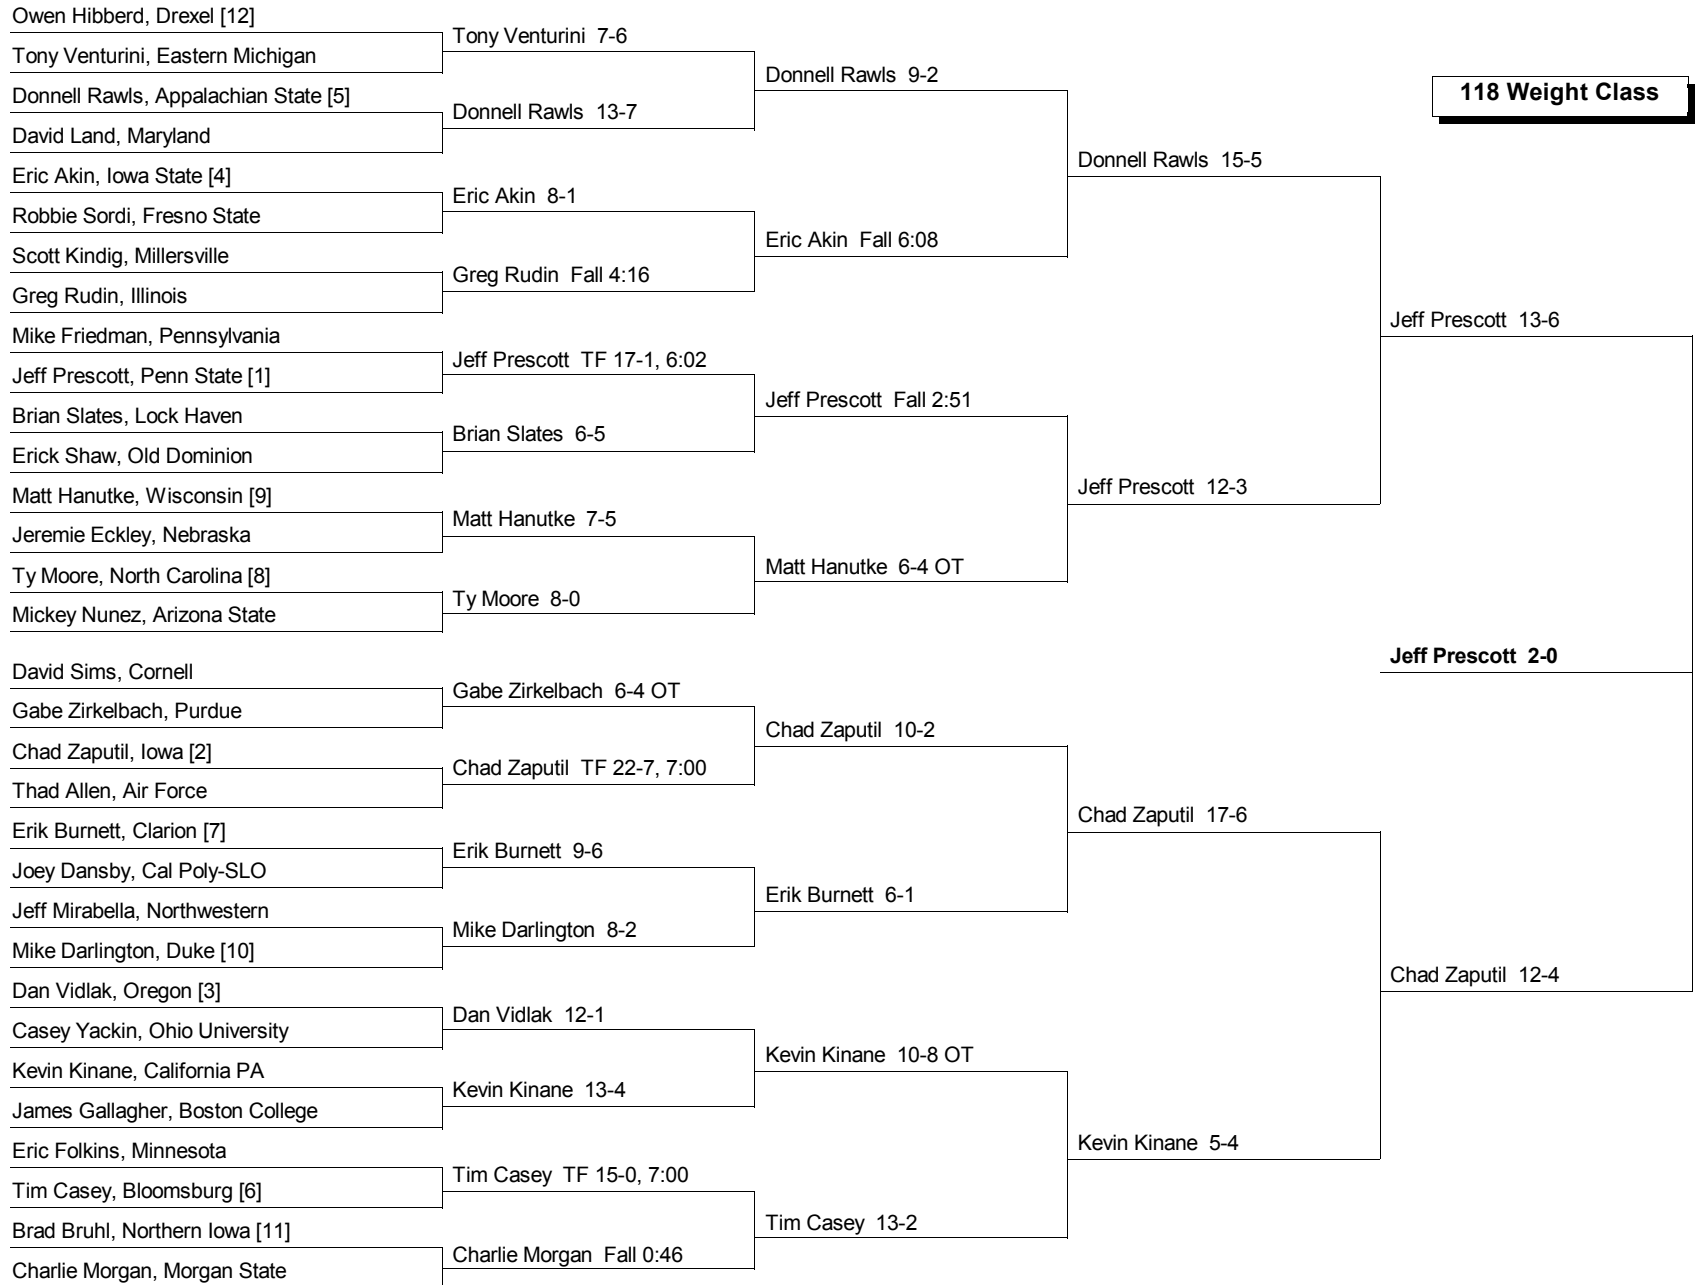 Owen Hibberd, Drexel [12]
Tony Venturini, Eastern Michigan
Donnell Rawls, Appalachian State [5]
David Land, Maryland
Eric Akin, Iowa State [4]
Robbie Sordi, Fresno State
Scott Kindig, Millersville
Greg Rudin, Illinois
Mike Friedman, Pennsylvania
Jeff Prescott, Penn State [1]
Brian Slates, Lock Haven
Erick Shaw, Old Dominion
Matt Hanutke, Wisconsin [9]
Jeremie Eckley, Nebraska
Ty Moore, North Carolina [8]
Mickey Nunez, Arizona State
David Sims, Cornell
Gabe Zirkelbach, Purdue
Chad Zaputil, Iowa [2]
Thad Allen, Air Force
Erik Burnett, Clarion [7]
Joey Dansby, Cal Poly-SLO
Jeff Mirabella, Northwestern
Mike Darlington, Duke [10]
Dan Vidlak, Oregon [3]
Casey Yackin, Ohio University
Kevin Kinane, California PA
James Gallagher, Boston College
Eric Folkins, Minnesota
Tim Casey, Bloomsburg [6]
Brad Bruhl, Northern Iowa [11]
Charlie Morgan, Morgan State
Tony Venturini 7-6
Donnell Rawls 13-7
Eric Akin 8-1
Greg Rudin Fall 4:16
Jeff Prescott TF 17-1, 6:02
Brian Slates 6-5
Matt Hanutke 7-5
Ty Moore 8-0
Gabe Zirkelbach 6-4 OT
Chad Zaputil TF 22-7, 7:00
Erik Burnett 9-6
Mike Darlington 8-2
Dan Vidlak 12-1
Kevin Kinane 13-4
Tim Casey TF 15-0, 7:00
Charlie Morgan Fall 0:46
Donnell Rawls 9-2
Eric Akin Fall 6:08
Jeff Prescott Fall 2:51
Matt Hanutke 6-4 OT
Chad Zaputil 10-2
Erik Burnett 6-1
Kevin Kinane 10-8 OT
Tim Casey 13-2
Donnell Rawls 15-5
Jeff Prescott 12-3
Chad Zaputil 17-6
Kevin Kinane 5-4
118 Weight Class
Jeff Prescott 13-6
Jeff Prescott 2-0
Chad Zaputil 12-4